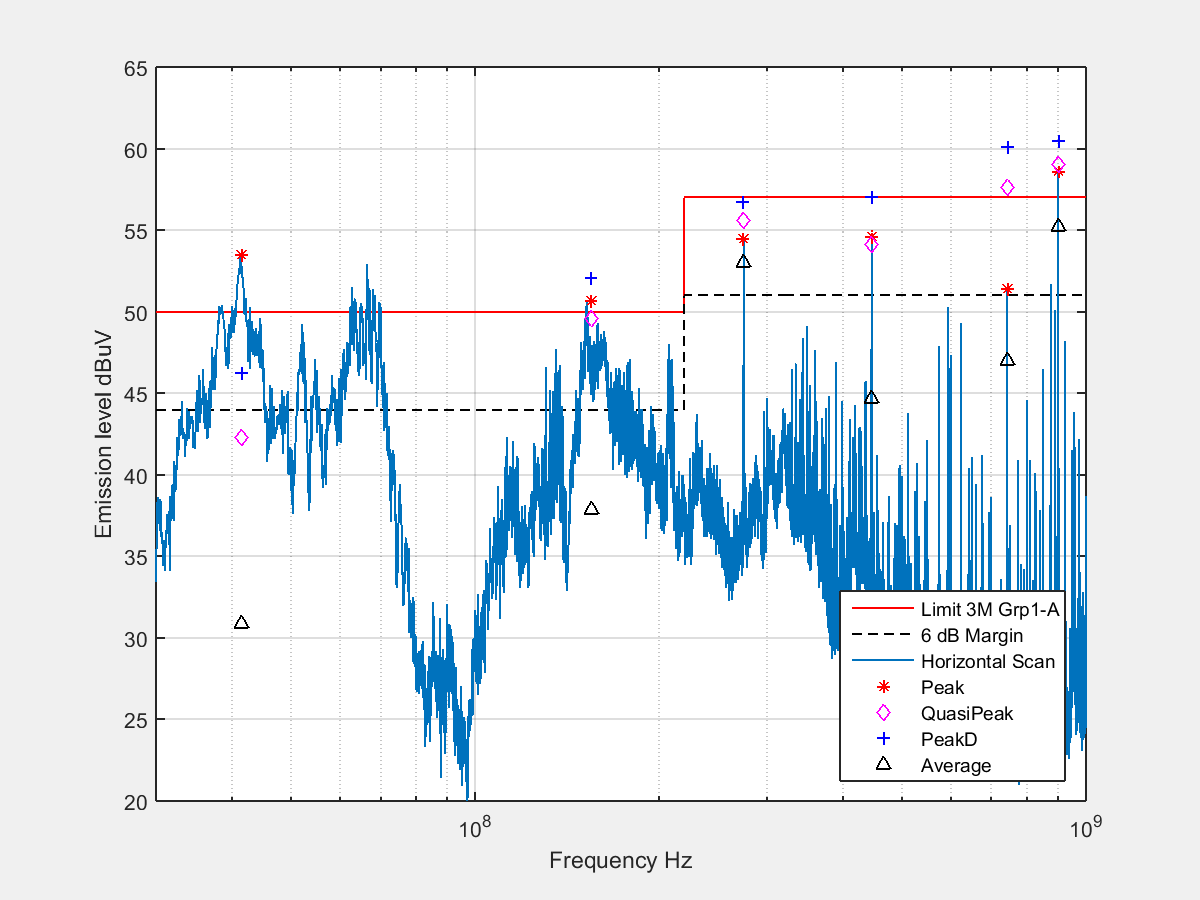 65
60
55
50
45
40
35
30
25
20
Emission level dBuV
10^8
10^9
Frequency Hz
Limit 3M Grp1-A
6 dB Margin
Horizontal Scan
Peak
QuasiPeak
PeakD
Average